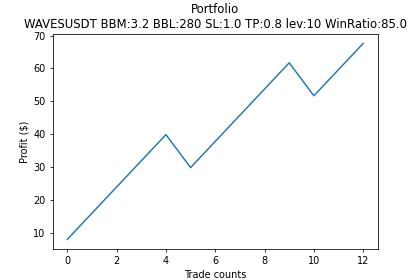 Portfolio
WAVESUSDT BBM:3.2 BBL:280 SL:1.0 TP:0.8 lev:10 WinRatio:85.0
70
60
50
40
30
20
10
Profit ($)
0 2 4 6 8 10 12
Trade counts